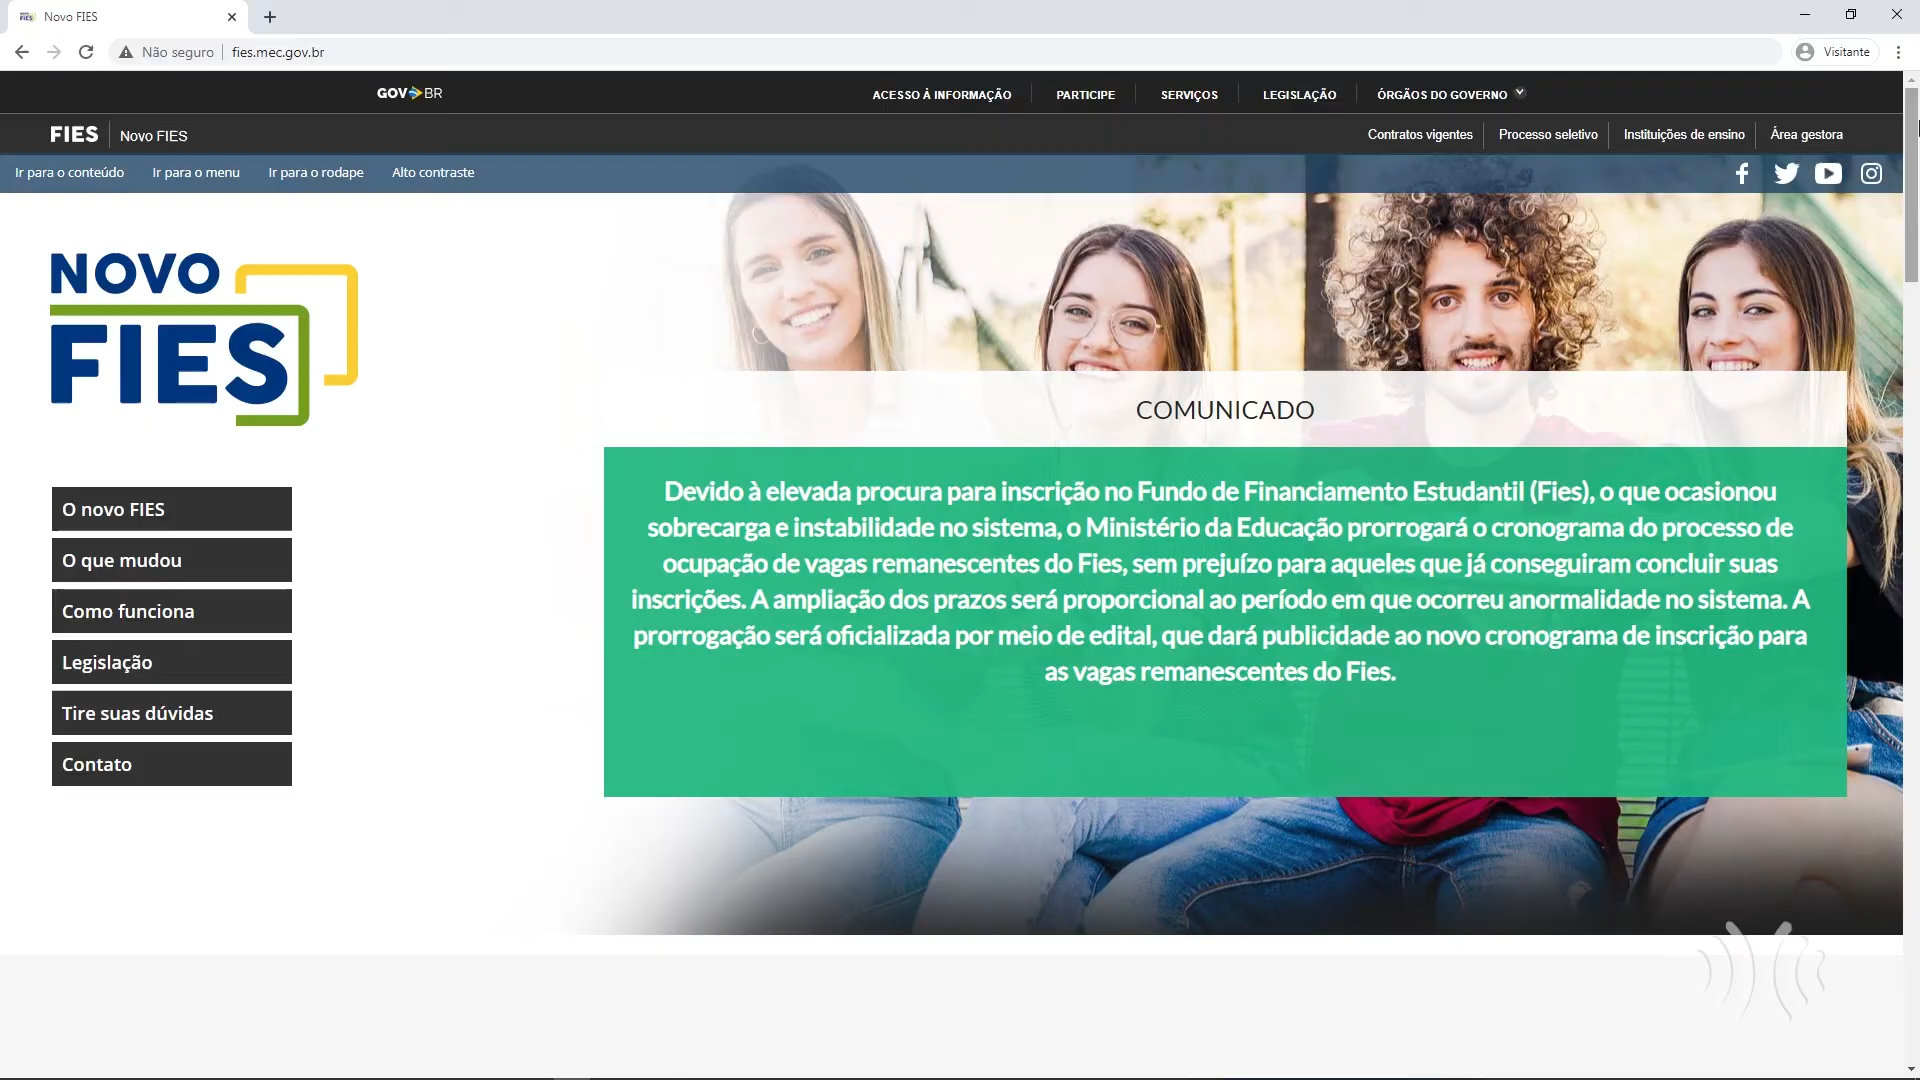 Novo FIES
Não seguro
fies.mec.gov.br
Visitante
GOV BR
ACESSO À INFORMAÇÃO
PARTICIPE
SERVIÇOS
LEGISLAÇÃO
ÓRGÃOS DO GOVERNO
FIES
Novo FIES
Contratos vigentes
Processo seletivo
Instituições de ensino
Área gestora
Ir para o conteúdo
Ir para o menu
Ir para o rodape
Alto contraste
NOVO
FIES
COMUNICADO
Devido à elevada procura para inscrição no Fundo de Financiamento Estudantil (Fies), o que ocasionou
sobrecarga e instabilidade no sistema, o Ministério da Educação prorrogará o cronograma do processo de
ocupação de vagas remanescentes do Fies, sem prejuízo para aqueles que já conseguiram concluir suas
inscrições. A ampliação dos prazos será proporcional ao período em que ocorreu anormalidade no sistema. A
prorrogação será oficializada por meio de edital, que dará publicidade ao novo cronograma de inscrição para
as vagas remanescentes do Fies.
O novo FIES
O que mudou
Como funciona
Legislação
Tire suas dúvidas
Contato